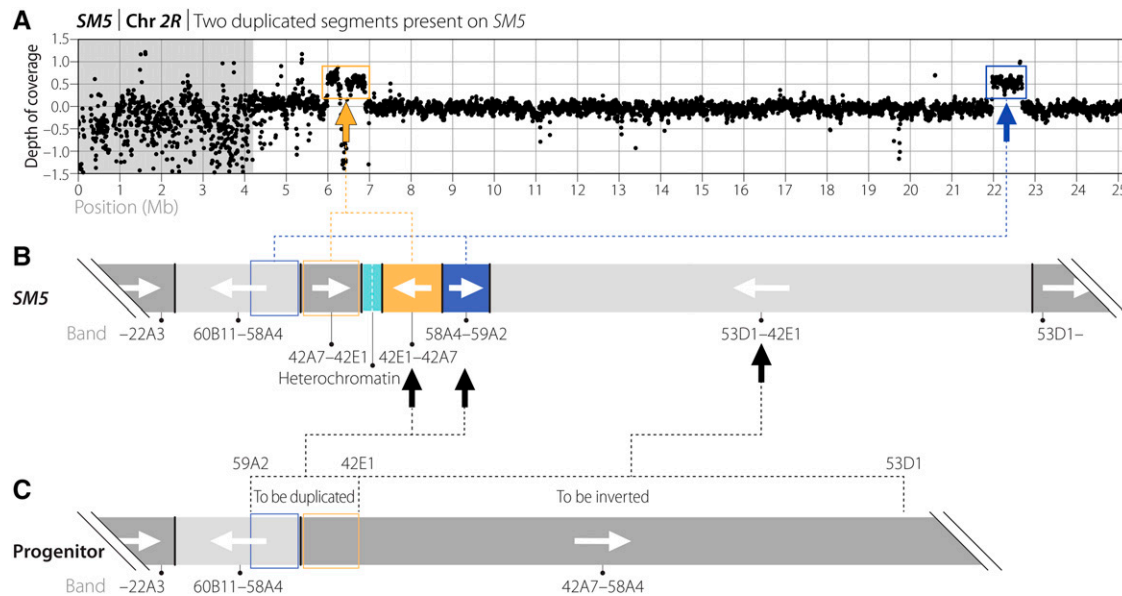 A SM5 | Chr 2R | Two duplicated segments present on SM5
Depth of coverage
1.5
1.0
0.5
0.0
−0.5
−1.0
−1.5
0 1 2 3 4 5 6 7 8 9 10 11 12 13 14 15 16 17 18 19 20 21 22 23 24 25
Position (Mb)
B
SM5
Band −22A3 60B11−58A4 58A4−59A2 53D1−42E1 53D1−
42A7−42E1 42E1−42A7
Heterochromatin
59A2 42E1 53D1
C To be duplicated To be inverted
Progenitor
Band −22A3 60B11−58A4 42A7−58A4